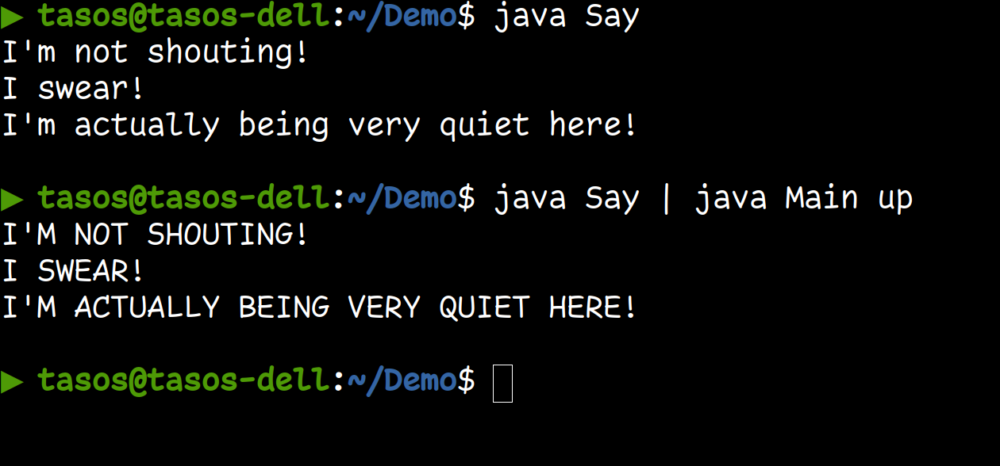 ▶ tasos@tasos-dell:~/Demo$ java Say
I'm not shouting!
I swear!
I'm actually being very quiet here!
▶ tasos@tasos-dell:~/Demo$ java Say | java Main up
I'M NOT SHOUTING!
I SWEAR!
I'M ACTUALLY BEING VERY QUIET HERE!
▶ tasos@tasos-dell:~/Demo$